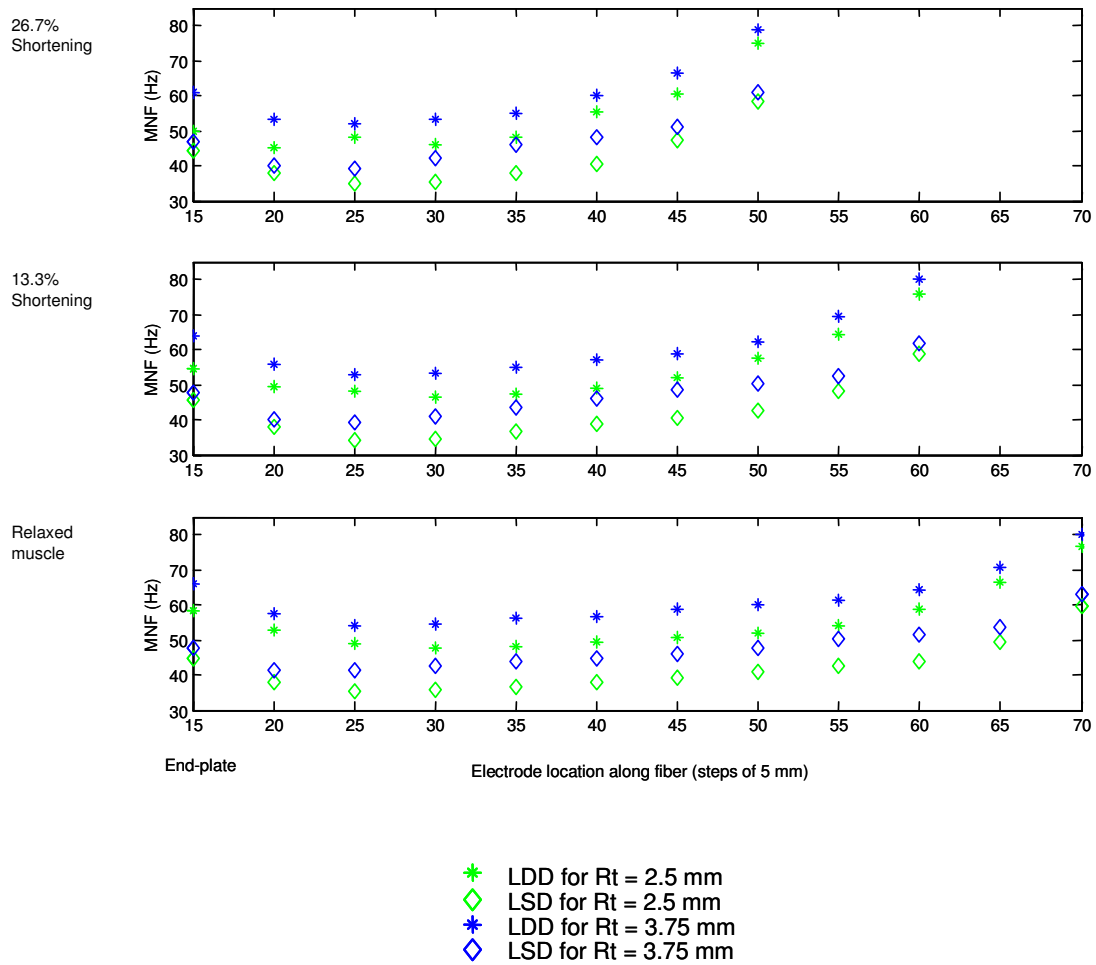 26.7%
Shortening
MNF (Hz)
80
70
60
50
40
30
15 20 25 30 35 40 45 50 55 60 65 70
13.3%
Shortening
MNF (Hz)
80
70
60
50
40
30
15 20 25 30 35 40 45 50 55 60 65 70
Relaxed
muscle
MNF (Hz)
80
70
60
50
40
30
15 20 25 30 35 40 45 50 55 60 65 70
End-plate
Electrode location along fiber (steps of 5 mm)
LDD for Rt = 2.5 mm
LSD for Rt = 2.5 mm
LDD for Rt = 3.75 mm
LSD for Rt = 3.75 mm